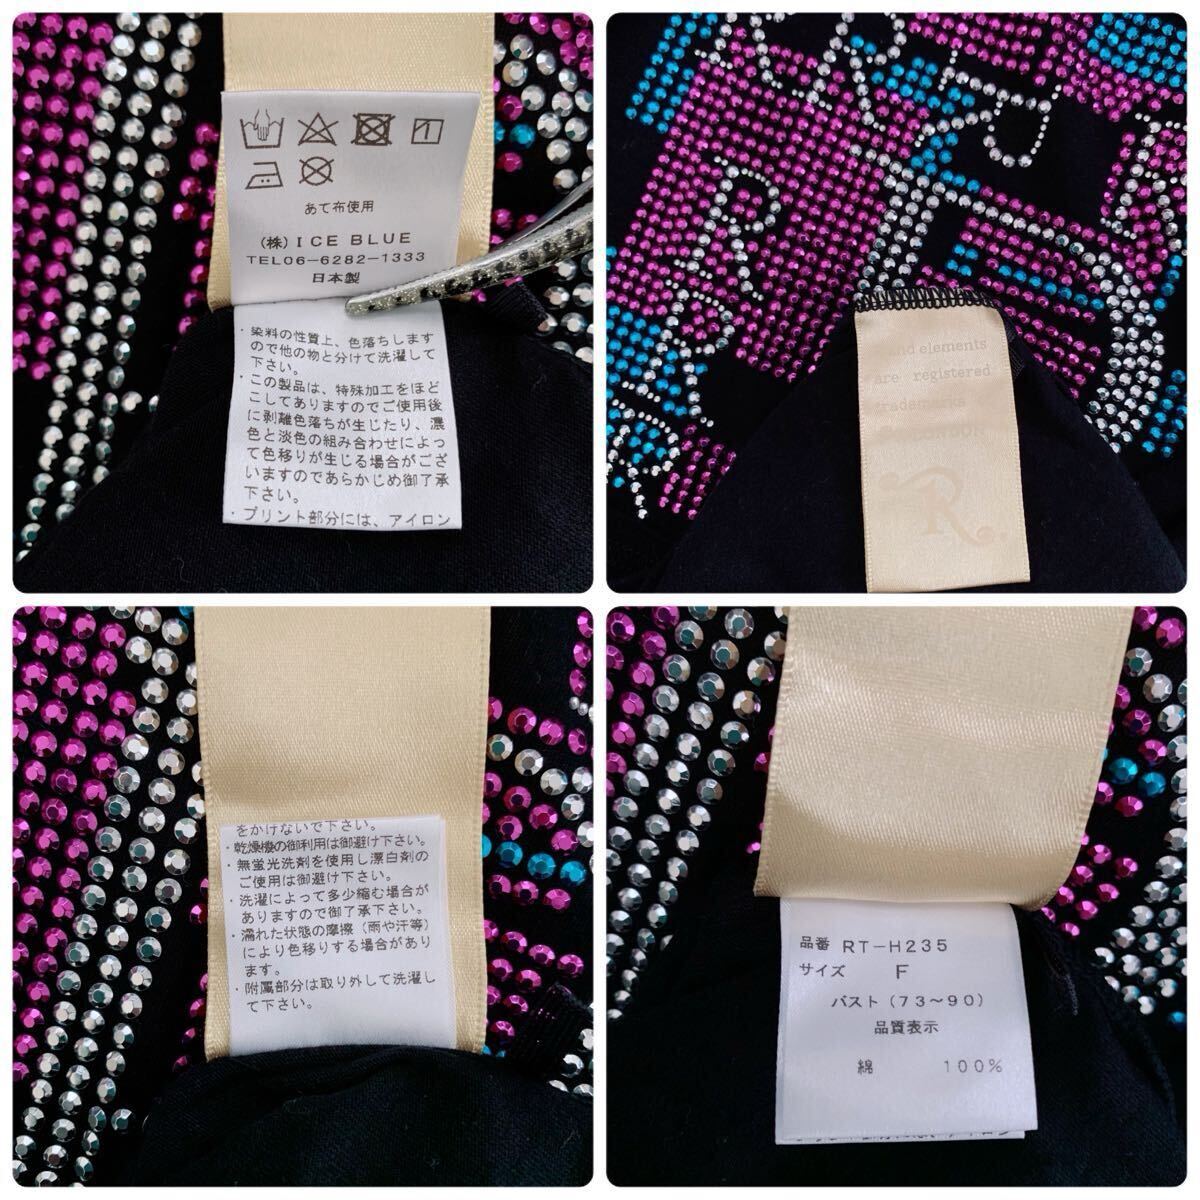 あて布使用
(株)ICE BLUE
TEL06-6282-1333
日本製
・染料の性質上、色落ちします
ので他の物と分けて洗濯して
下さい。
・この製品は、特殊加工をほど
こしてありますのでご使用後
に剥離色落ちが生じたり、濃
色と淡色の組み合わせによっ
て色移りが生じる場合がござ
いますのであらかじめ御了承
下さい。
・プリント部分には、アイロン
and elements
are registered
trademarks
LONDON
R.
をかけないで下さい。
・乾燥機の御利用は御避け下さい。
・無蛍光洗剤を使用し漂白剤の
ご使用は御避け下さい。
・洗濯によって多少縮む場合が
ありますので御了承下さい。
・濡れた状態の摩擦(雨や汗等)
により色移りする場合があり
ます。
・附属部分は取り外して洗濯し
て下さい。
品番 RT-H235
サイズ F
バスト(73~90)
品質表示
綿 100%